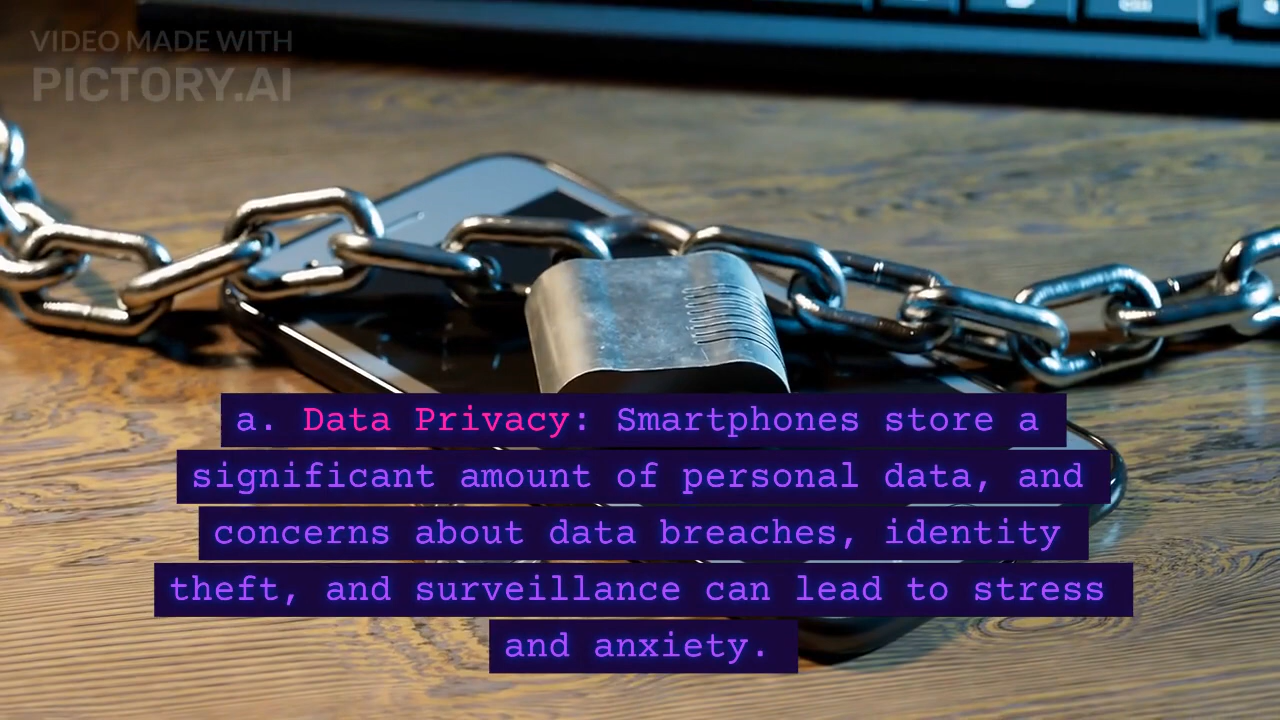 VIDEO MADE WITH
PICTORY.AI
a. Data Privacy: Smartphones store a
significant amount of personal data, and
concerns about data breaches, identity
theft, and surveillance can lead to stress
and anxiety.